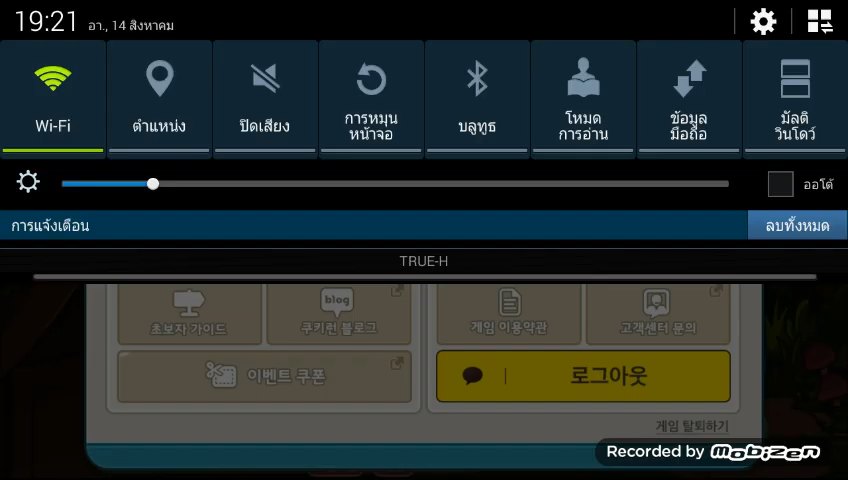 19:21 อา., 14 สิงหาคม
Wi-Fi
ตำแหน่ง
ปิดเสียง
การหมุน
หน้าจอ
บลูทูธ
โหมด
การอ่าน
ข้อมูล
มือถือ
มัลติ
วินโดว์
ออโต้
การแจ้งเตือน
ลบทั้งหมด
TRUE-H
초보자 가이드
blog
쿠키런 블로그
게임 이용약관
고객센터 문의
이벤트 쿠폰
로그아웃
게임 탈퇴하기
Recorded by mobizen